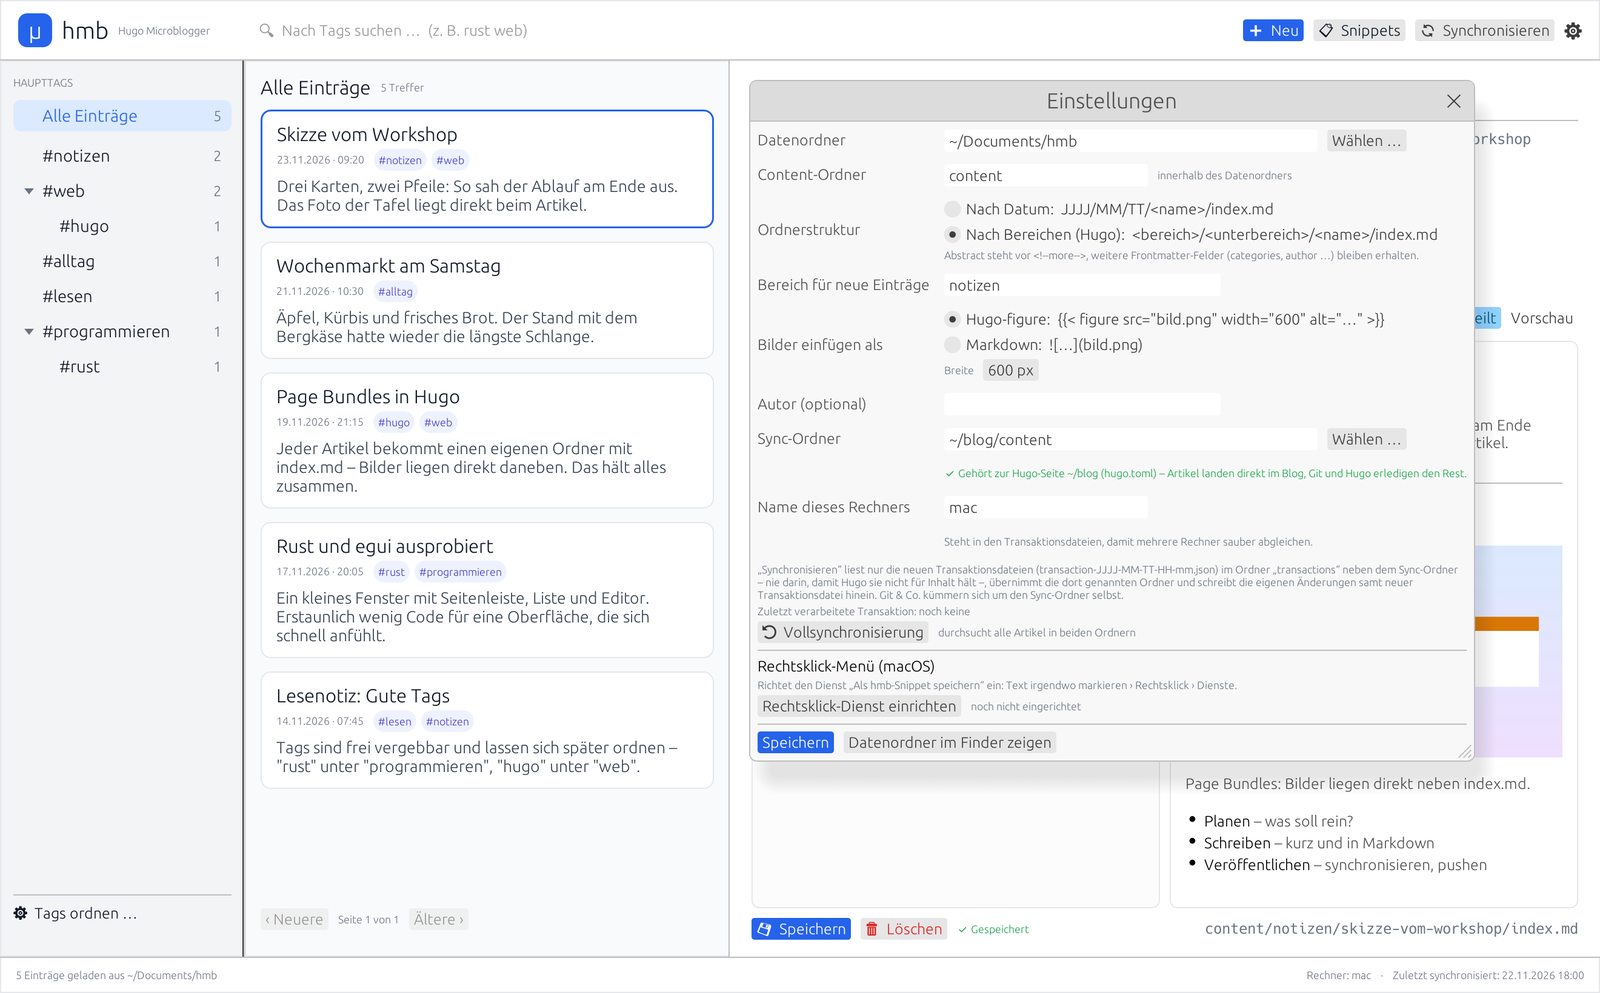 µ hmb Hugo Microblogger
Nach Tags suchen … (z. B. rust web)
+ Neu
Snippets
Synchronisieren
HAUPTTAGS
Alle Einträge 5
#notizen 2
#web 2
#hugo 1
#alltag 1
#lesen 1
#programmieren 1
#rust 1
Tags ordnen …
Alle Einträge 5 Treffer
Skizze vom Workshop
23.11.2026 · 09:20 #notizen #web
Drei Karten, zwei Pfeile: So sah der Ablauf am Ende aus.
Das Foto der Tafel liegt direkt beim Artikel.
Wochenmarkt am Samstag
21.11.2026 · 10:30 #alltag
Äpfel, Kürbis und frisches Brot. Der Stand mit dem
Bergkäse hatte wieder die längste Schlange.
Page Bundles in Hugo
19.11.2026 · 21:15 #hugo #web
Jeder Artikel bekommt einen eigenen Ordner mit
index.md – Bilder liegen direkt daneben. Das hält alles
zusammen.
Rust und egui ausprobiert
17.11.2026 · 20:05 #rust #programmieren
Ein kleines Fenster mit Seitenleiste, Liste und Editor.
Erstaunlich wenig Code für eine Oberfläche, die sich
schnell anfühlt.
Lesenotiz: Gute Tags
14.11.2026 · 07:45 #lesen #notizen
Tags sind frei vergebbar und lassen sich später ordnen –
"rust" unter "programmieren", "hugo" unter "web".
‹ Neuere Seite 1 von 1 Ältere ›
Einstellungen
Datenordner ~/Documents/hmb Wählen …
Content-Ordner content innerhalb des Datenordners
Ordnerstruktur
Nach Datum: JJJJ/MM/TT/<name>/index.md
Nach Bereichen (Hugo): <bereich>/<unterbereich>/<name>/index.md
Abstract steht vor <!--more-->, weitere Frontmatter-Felder (categories, author …) bleiben erhalten.
Bereich für neue Einträge notizen
Bilder einfügen als
Hugo-figure: {{< figure src="bild.png" width="600" alt="…" >}}
Markdown: ![…](bild.png)
Breite 600 px
Autor (optional)
Sync-Ordner ~/blog/content Wählen …
✓ Gehört zur Hugo-Seite ~/blog (hugo.toml) – Artikel landen direkt im Blog, Git und Hugo erledigen den Rest.
Name dieses Rechners mac
Steht in den Transaktionsdateien, damit mehrere Rechner sauber abgleichen.
„Synchronisieren“ liest nur die neuen Transaktionsdateien (transaction-JJJJ-MM-TT-HH-mm.json) im Ordner „transactions“ neben dem Sync-Ordner
– nie darin, damit Hugo sie nicht für Inhalt hält –, übernimmt die dort genannten Ordner und schreibt die eigenen Änderungen samt neuer
Transaktionsdatei hinein. Git & Co. kümmern sich um den Sync-Ordner selbst.
Zuletzt verarbeitete Transaktion: noch keine
Vollsynchronisierung durchsucht alle Artikel in beiden Ordnern
Rechtsklick-Menü (macOS)
Richtet den Dienst „Als hmb-Snippet speichern“ ein: Text irgendwo markieren › Rechtsklick › Dienste.
Rechtsklick-Dienst einrichten noch nicht eingerichtet
Speichern Datenordner im Finder zeigen
orkshop
eilt Vorschau
am Ende
tikel.
Page Bundles: Bilder liegen direkt neben index.md.
• Planen – was soll rein?
• Schreiben – kurz und in Markdown
• Veröffentlichen – synchronisieren, pushen
Speichern Löschen ✓ Gespeichert content/notizen/skizze-vom-workshop/index.md
5 Einträge geladen aus ~/Documents/hmb
Rechner: mac · Zuletzt synchronisiert: 22.11.2026 18:00